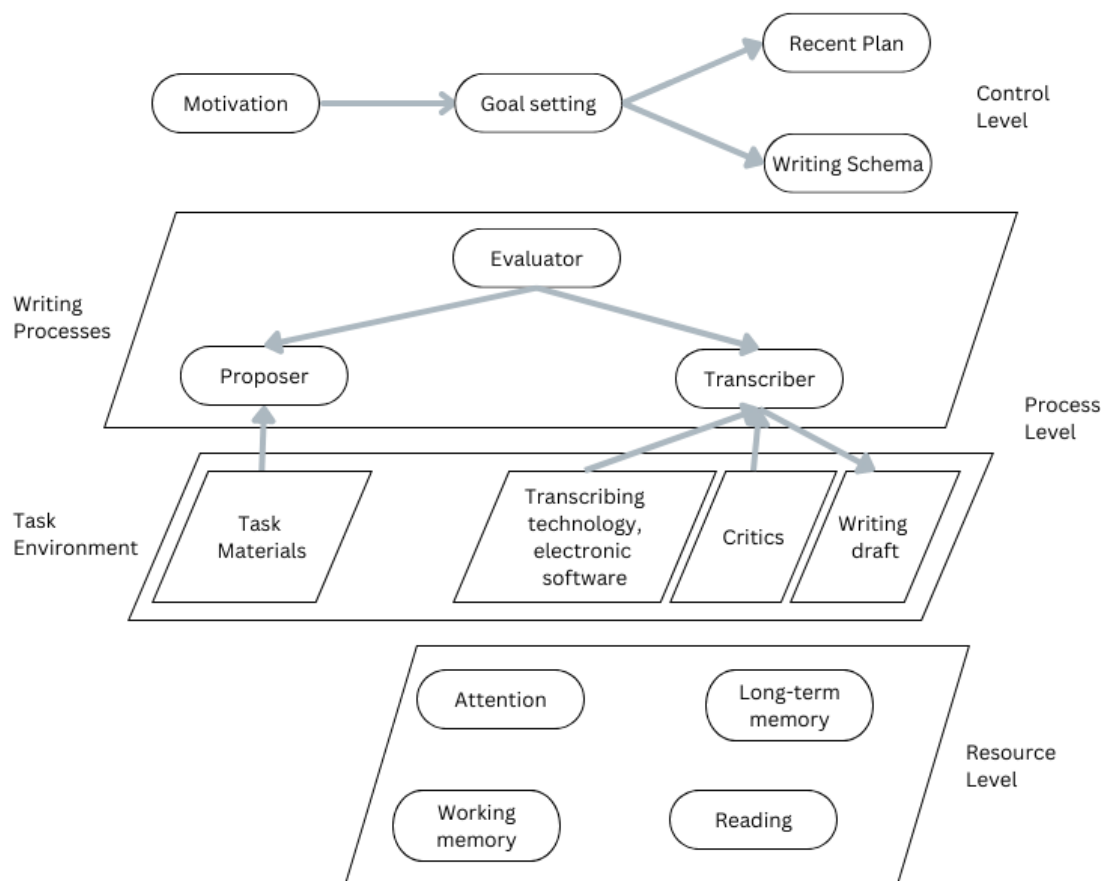 Recent Plan
Motivation
Goal setting
Control
Level
Writing Schema
Evaluator
Writing
Processes
Proposer
Transcriber
Process
Level
Task
Environment
Task
Materials
Transcribing
technology,
electronic
software
Critics
Writing
draft
Attention
Long-term
memory
Resource
Level
Working
memory
Reading